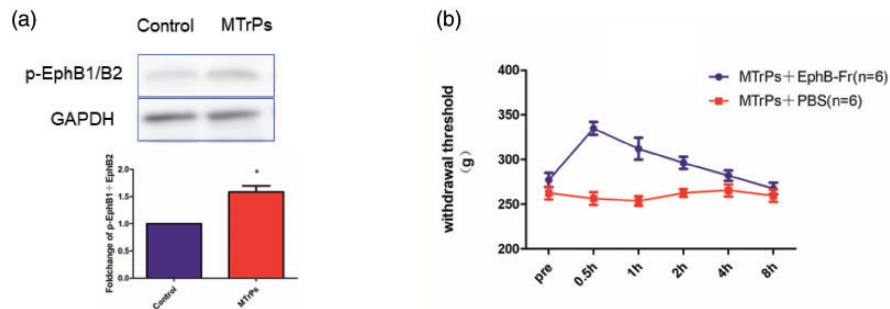 (a)
Control MTrPs
p-EphB1/B2
GAPDH
Foldchange of p-EphB1+EphB2
2.0
1.5
1.0
0.5
0.0
*
Control
MTrPs
(b)
MTrPs+EphB-Fr(n=6)
MTrPs+PBS(n=6)
withdrawal threshold
(g)
400
350
300
250
200
pre
0.5h
1h
2h
4h
8h